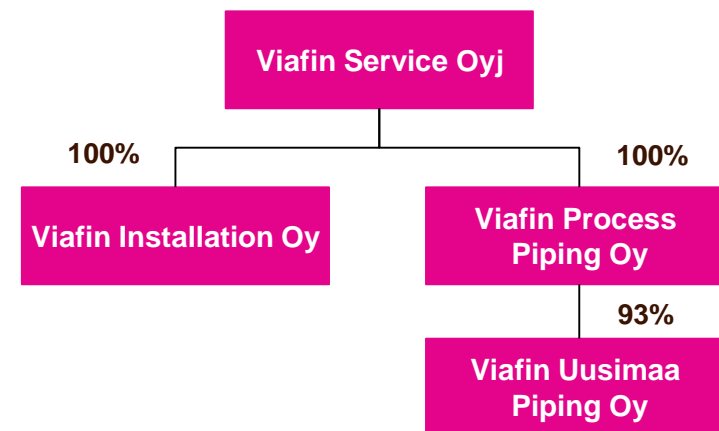 Viafin Service Oyj
100%
100%
Viafin Installation Oy
Viafin Process
Piping Oy
93%
Viafin Uusimaa
Piping Oy